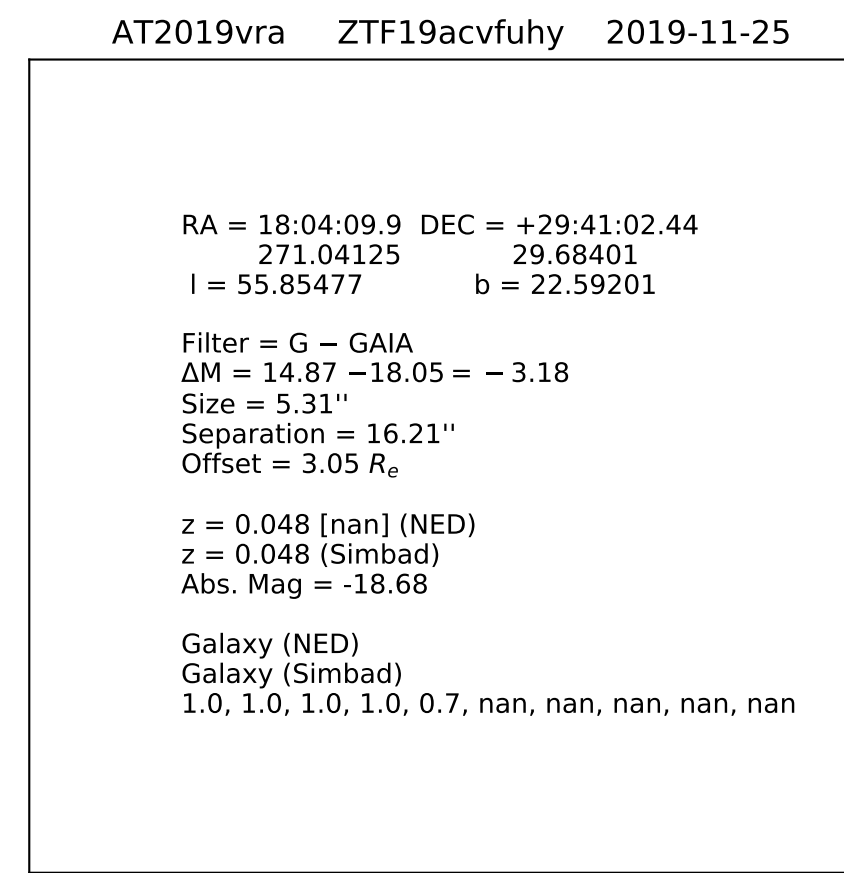 AT2019vra ZTF19acvfuhy 2019-11-25
RA = 18:04:09.9 DEC = +29:41:02.44
271.04125 29.68401
l = 55.85477 b = 22.59201
Filter = G − GAIA
ΔM = 14.87 −18.05 = − 3.18
Size = 5.31''
Separation = 16.21''
Offset = 3.05 Rₑ
z = 0.048 [nan] (NED)
z = 0.048 (Simbad)
Abs. Mag = -18.68
Galaxy (NED)
Galaxy (Simbad)
1.0, 1.0, 1.0, 1.0, 0.7, nan, nan, nan, nan, nan